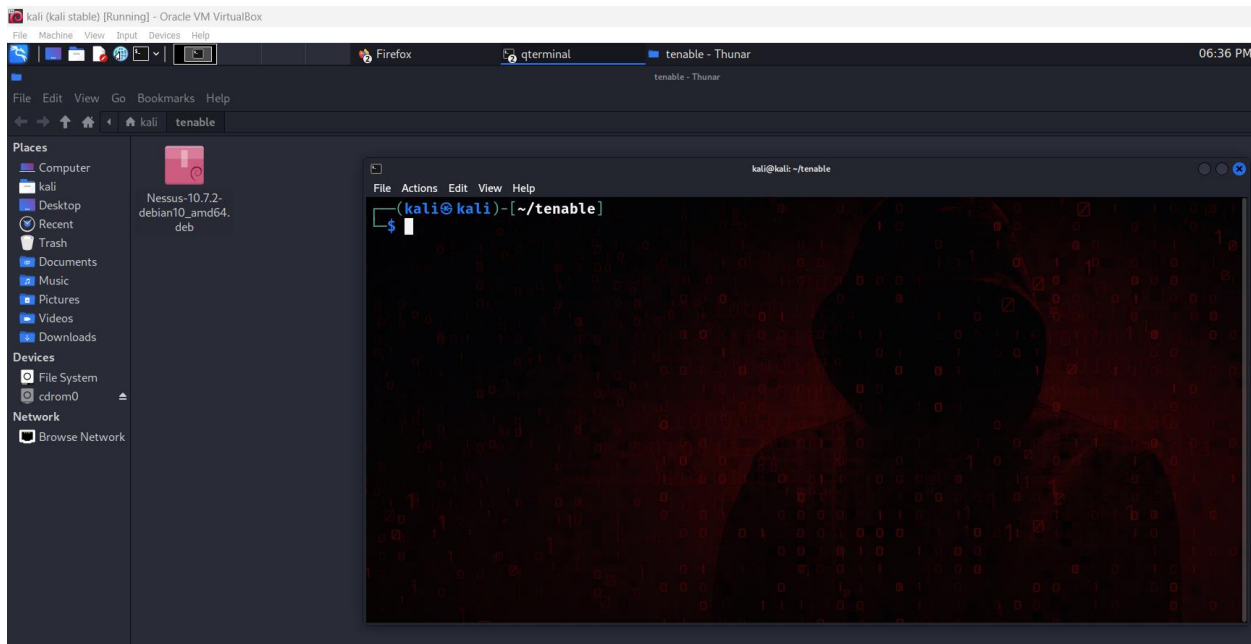 kali (kali stable) [Running] - Oracle VM VirtualBox
File Machine View Input Devices Help
Firefox qterminal tenable - Thunar 06:36 PM
tenable - Thunar
File Edit View Go Bookmarks Help
kali tenable
Places
Computer
kali
Desktop
Recent
Trash
Documents
Music
Pictures
Videos
Downloads
Devices
File System
cdrom0
Network
Browse Network
Nessus-10.7.2-
debian10_amd64.
deb
kali@kali: ~/tenable
File Actions Edit View Help
┌──(kali㉿kali)-[~/tenable]
└─$